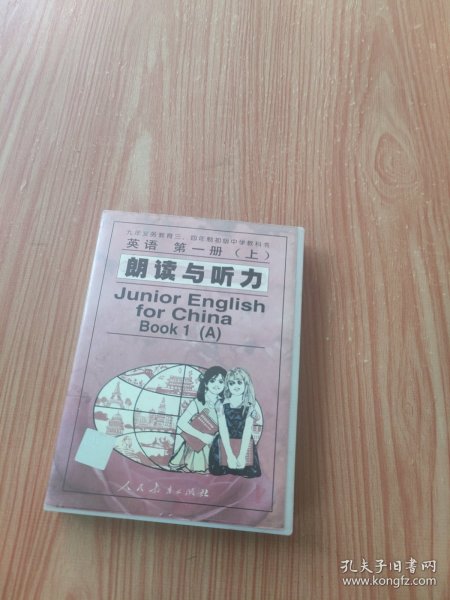 九年义务教育三、四年制初级中学教科书
英语 第一册(上)
朗读与听力
Junior English
for China
Book 1 (A)
人民教育出版社
孔夫子旧书网
www.kongfz.com